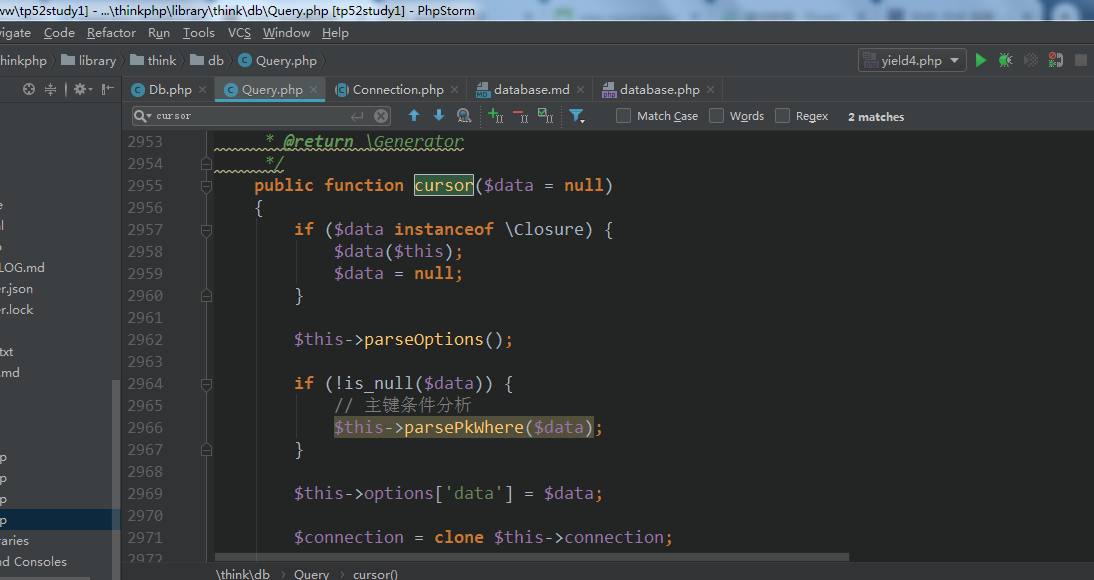 ww\tp52study1] - ...\thinkphp\library\think\db\Query.php [tp52study1] - PhpStorm
vigate Code Refactor Run Tools VCS Window Help
hinkphp library think db Query.php yield4.php
Db.php Query.php Connection.php database.md database.php
cursor Match Case Words Regex 2 matches
2953 * @return \Generator
2954 */
2955 public function cursor($data = null)
2956 {
2957 if ($data instanceof \Closure) {
2958 $data($this);
2959 $data = null;
2960 }
2961
2962 $this->parseOptions();
2963
2964 if (!is_null($data)) {
2965 // 主键条件分析
2966 $this->parsePkWhere($data);
2967 }
2968
2969 $this->options['data'] = $data;
2970
2971 $connection = clone $this->connection;
2972
LOG.md
er.json
er.lock
txt
.md
p
p
p
p
raries
nd Consoles
\think\db Query cursor()